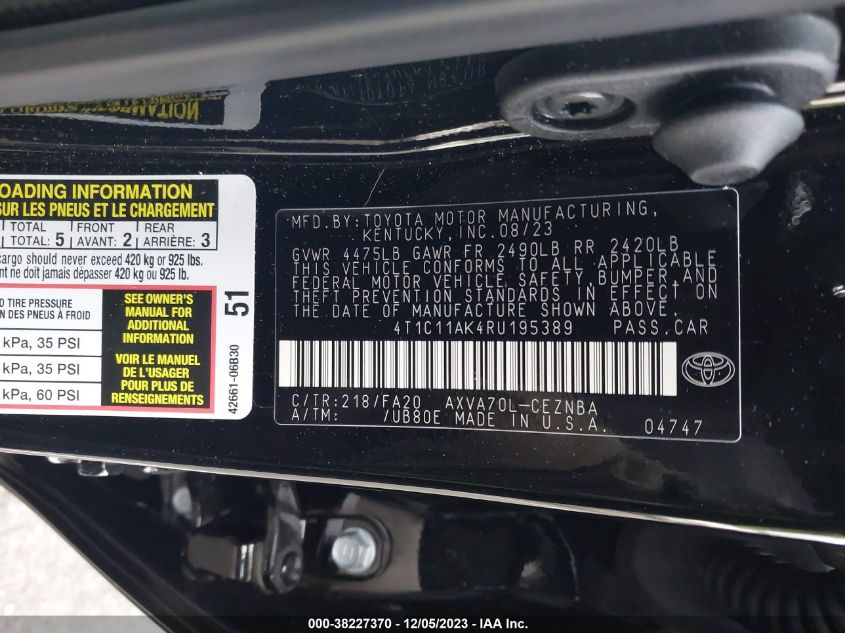 NOITAN
OADING INFORMATION
SUR LES PNEUS ET LE CHARGEMENT
TOTAL: 5
FRONT
AVANT: 2
REAR
ARRIÈRE: 3
cargo should never exceed 420 kg or 925 lbs.
nt ne doit jamais dépasser 420 kg ou 925 lb.
D TIRE PRESSURE
ON DES PNEUS À FROID
kPa, 35 PSI
kPa, 35 PSI
kPa, 60 PSI
SEE OWNER'S
MANUAL FOR
ADDITIONAL
INFORMATION
VOIR LE MANUEL
DE L'USAGER
POUR PLUS DE
RENSEIGNEMENTS
51
42661-06B30
MFD.BY:TOYOTA MOTOR MANUFACTURING,
KENTUCKY, INC.08/23
GVWR 4475LB GAWR FR 2490LB RR 2420LB
THIS VEHICLE CONFORMS TO ALL APPLICABLE
FEDERAL MOTOR VEHICLE SAFETY, BUMPER AND
THEFT PREVENTION STANDARDS IN EFFECT ON
THE DATE OF MANUFACTURE SHOWN ABOVE.
4T1C11AK4RU195389 PASS.CAR
C/TR:218/FA20 AXVA70L-CEZNBA
A/TM: /UB80E MADE IN U.S.A. 04747
000-38227370 - 12/05/2023 - IAA Inc.